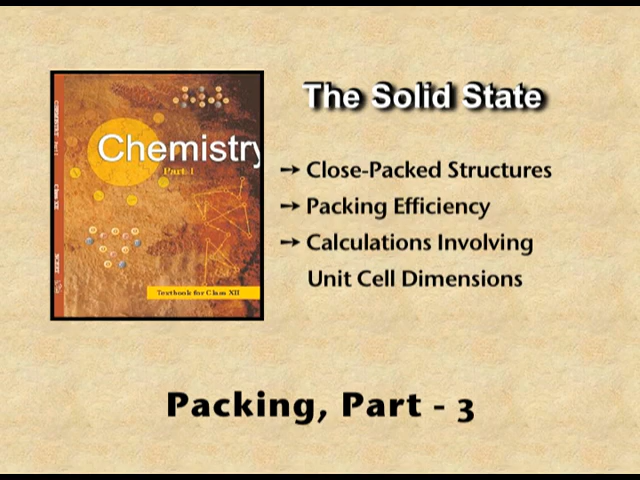 The Solid State
Chemistry
Part I
➙ Close-Packed Structures
➙ Packing Efficiency
➙ Calculations Involving
Unit Cell Dimensions
Textbook for Class XII
Packing, Part - 3